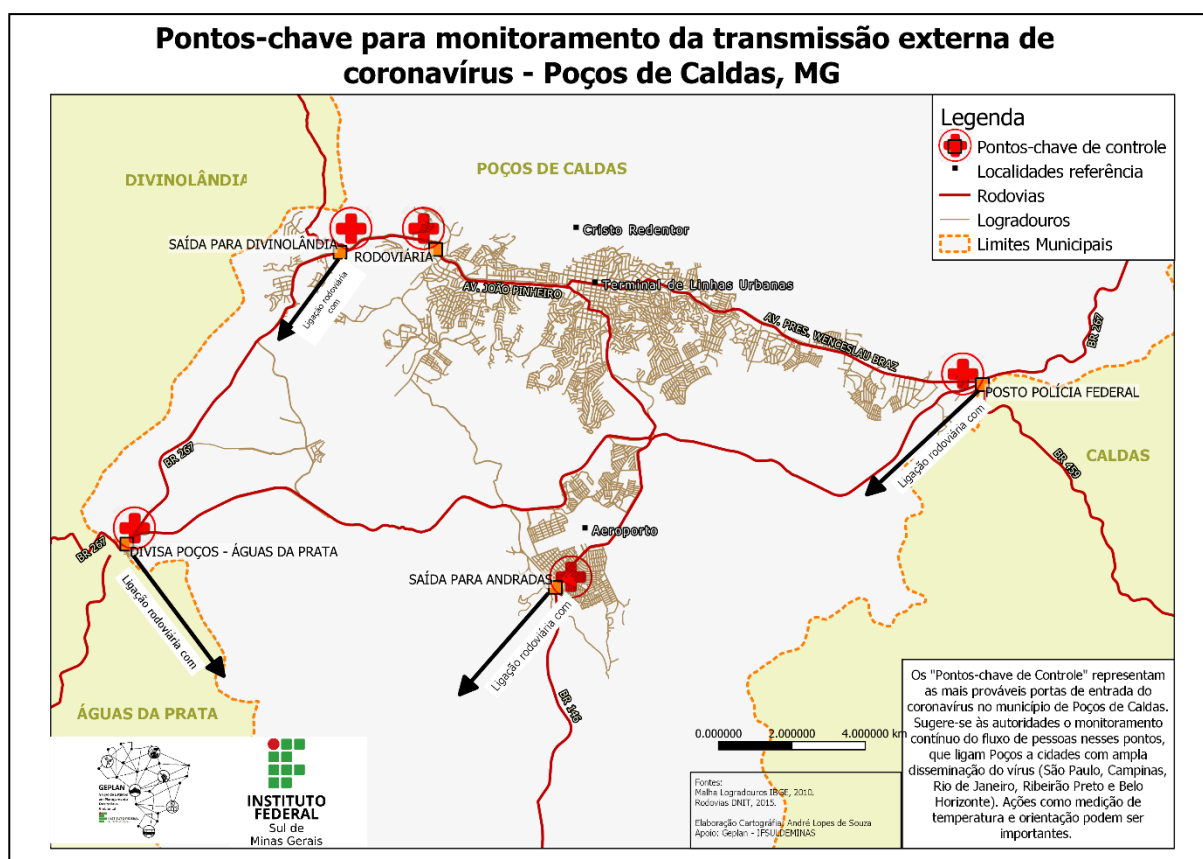 Pontos-chave para monitoramento da transmissão externa de
coronavírus - Poços de Caldas, MG
Legenda
Pontos-chave de controle
Localidades referência
Rodovias
Logradouros
Limites Municipais
DIVINOLÂNDIA
POÇOS DE CALDAS
Cristo Redentor
SAÍDA PARA DIVINOLÂNDIA
RODOVIÁRIA
Ligação rodoviária
com
AV. JOÃO PINHEIRO
Terminal de Linhas Urbanas
AV. PRES. WENCESLAU BRAZ
BR 267
POSTO POLÍCIA FEDERAL
Ligação rodoviária com
CALDAS
BR 459
BR 267
BR 267
DIVISA POÇOS - ÁGUAS DA PRATA
Ligação rodoviária com
Aeroporto
SAÍDA PARA ANDRADAS
Ligação rodoviária com
BR 146
ÁGUAS DA PRATA
GEPLAN
INSTITUTO
FEDERAL
Sul de
Minas Gerais
0.000000 2.000000 4.000000 km
Fontes:
Malha Logradouros IBGE, 2010.
Rodovias DNIT, 2015.
Elaboração Cartográfia: André Lopes de Souza
Apoio: Geplan - IFSULDEMINAS
Os "Pontos-chave de Controle" representam
as mais prováveis portas de entrada do
coronavírus no município de Poços de Caldas.
Sugere-se às autoridades o monitoramento
contínuo do fluxo de pessoas nesses pontos,
que ligam Poços a cidades com ampla
disseminação do vírus (São Paulo, Campinas,
Rio de Janeiro, Ribeirão Preto e Belo
Horizonte). Ações como medição de
temperatura e orientação podem ser
importantes.